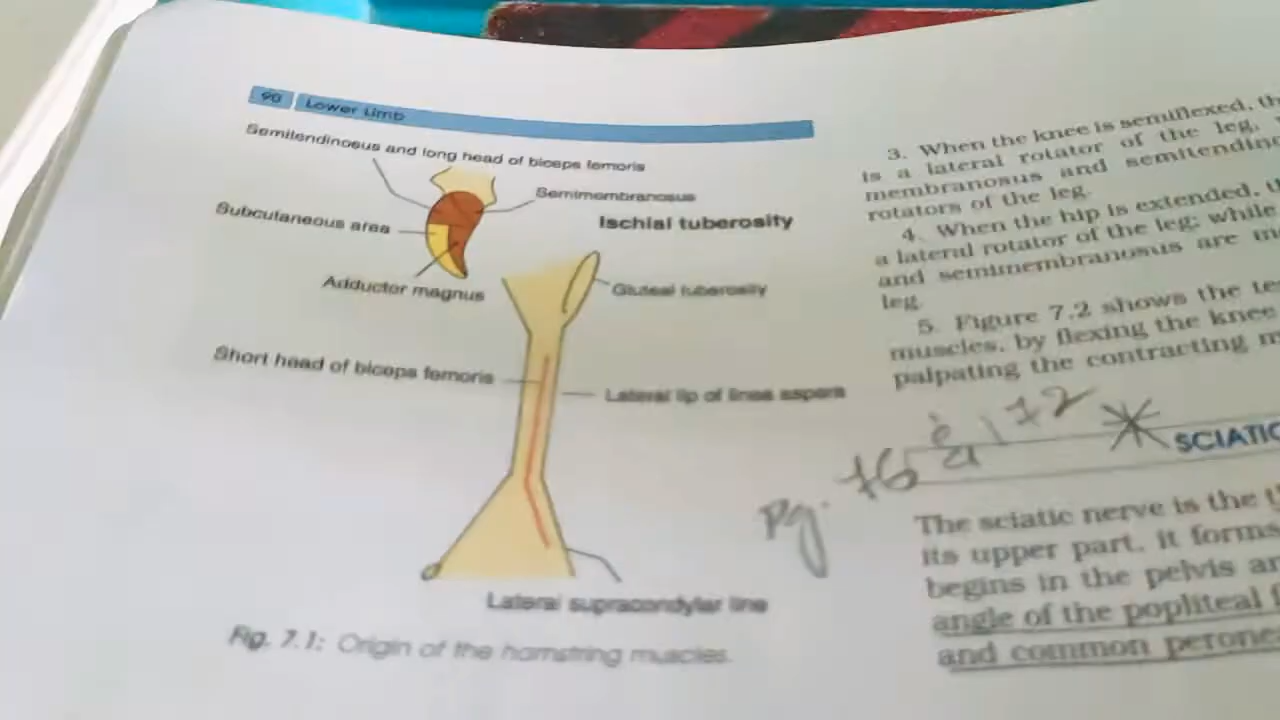 90 Lower Limb
Semitendinosus and long head of biceps femoris
Semimembranosus
Subcutaneous area
Ischial tuberosity
Adductor magnus
Gluteal tuberosity
Short head of biceps femoris
Lateral lip of linea aspera
Lateral supracondylar line
Fig. 7.1: Origin of the hamstring muscles.
3. When the knee is semiflexed, th
is a lateral rotator of the leg,
membranosus and semitendino
rotators of the leg.
4. When the hip is extended, t
a lateral rotator of the leg; while
and semimembranosus are m
leg.
5. Figure 7.2 shows the te
muscles, by flexing the knee
palpating the contracting m
Pg. 76 172
SCIATIC
The sciatic nerve is the t
its upper part, it forms
begins in the pelvis an
angle of the popliteal f
and common perone